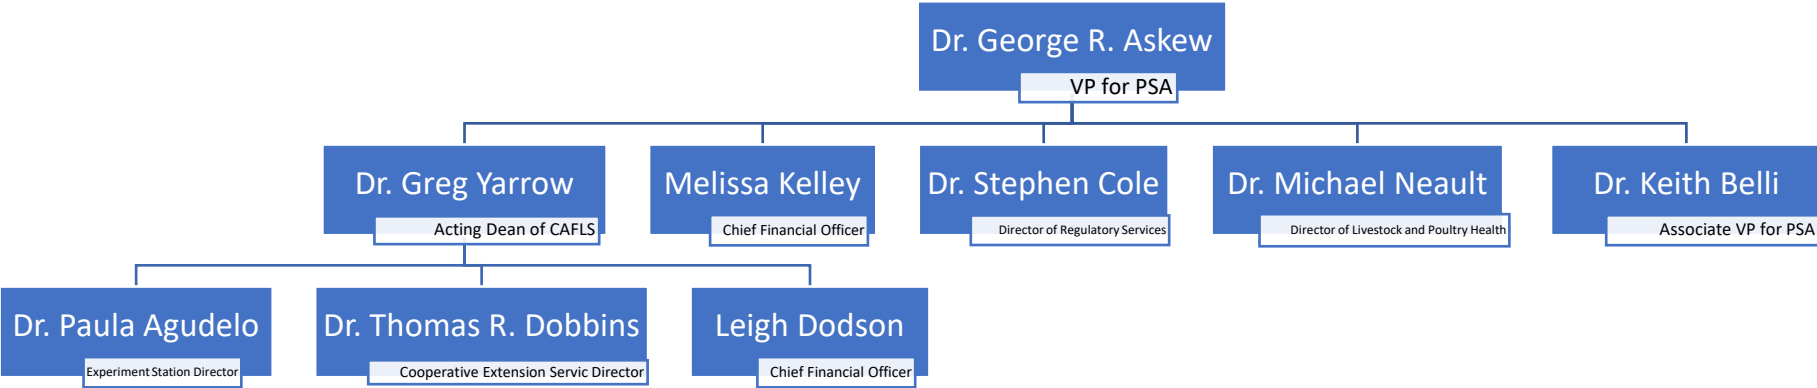 Dr. George R. Askew
VP for PSA
Dr. Greg Yarrow
Acting Dean of CAFLS
Melissa Kelley
Chief Financial Officer
Dr. Stephen Cole
Director of Regulatory Services
Dr. Michael Neault
Director of Livestock and Poultry Health
Dr. Keith Belli
Associate VP for PSA
Dr. Paula Agudelo
Experiment Station Director
Dr. Thomas R. Dobbins
Cooperative Extension Servic Director
Leigh Dodson
Chief Financial Officer